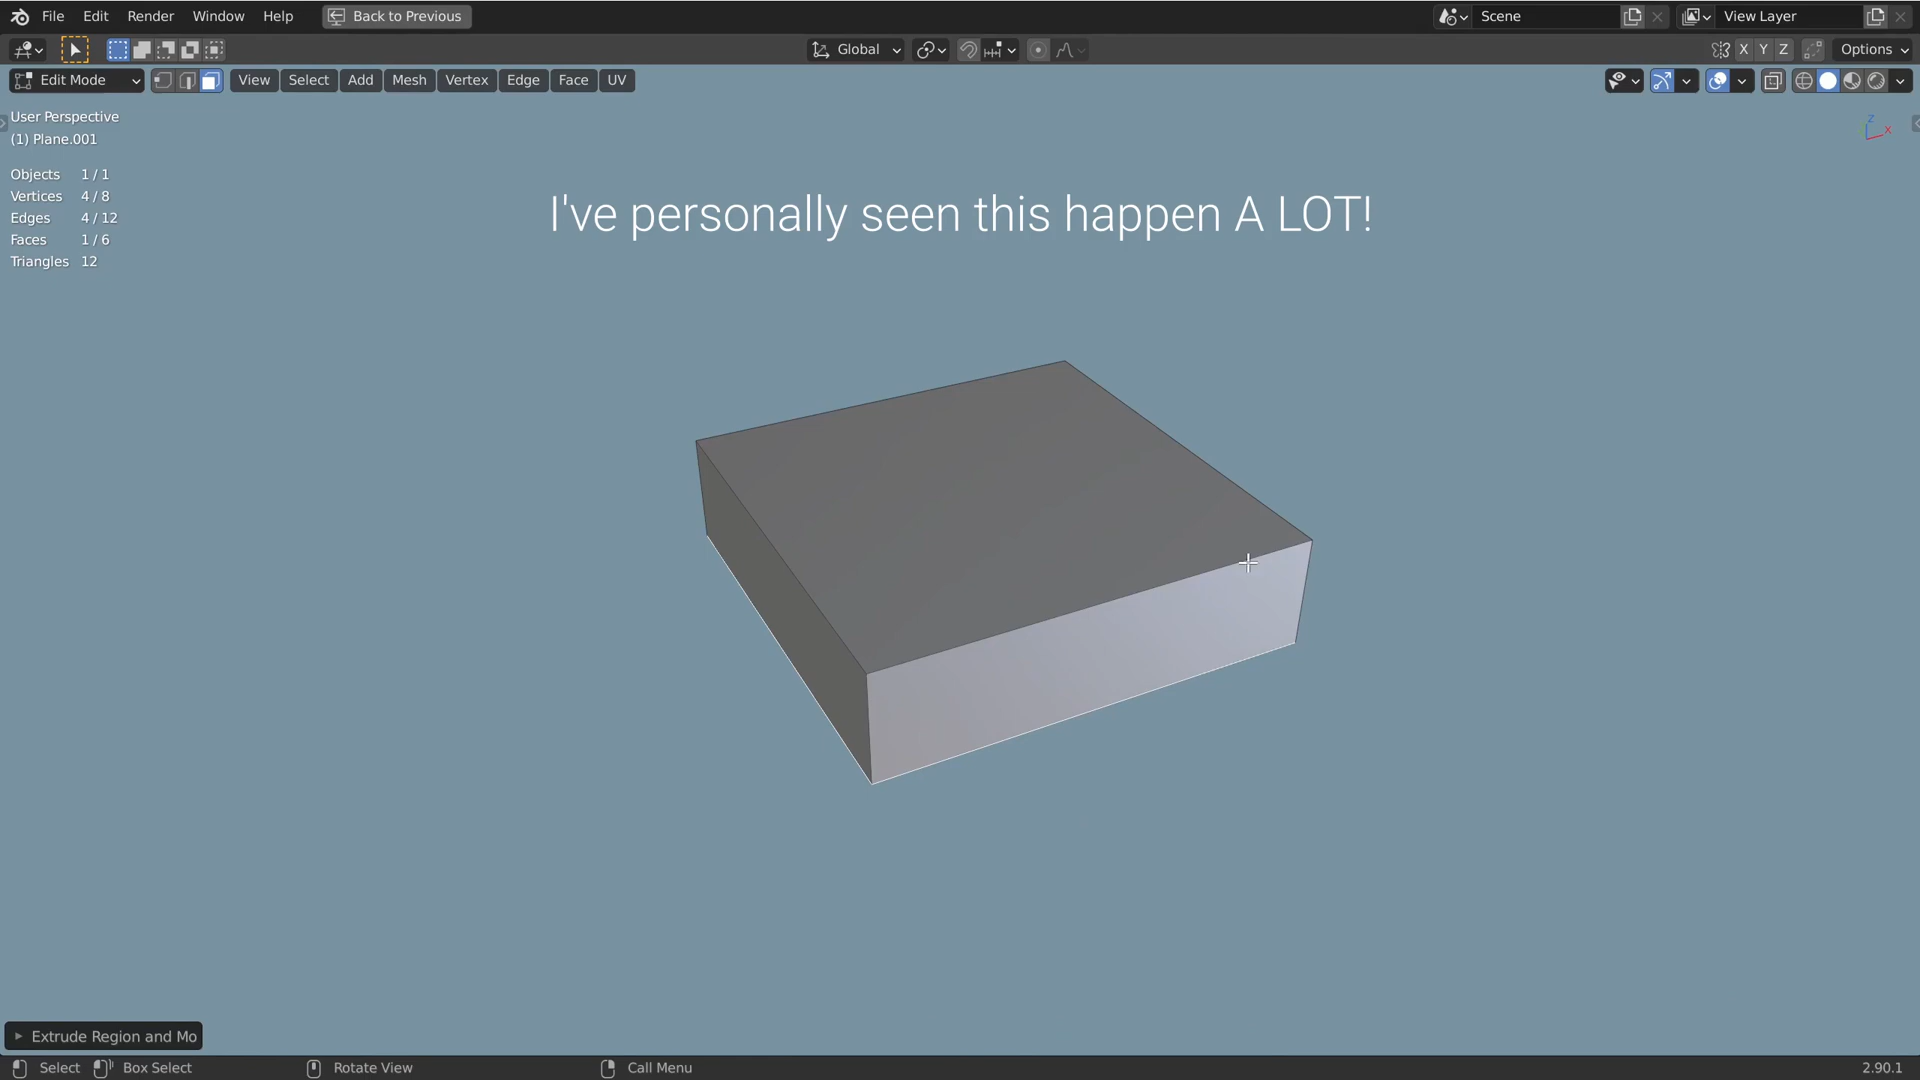 File Edit Render Window Help Back to Previous Scene View Layer
Global X Y Z Options
Edit Mode View Select Add Mesh Vertex Edge Face UV
User Perspective
(1) Plane.001
Z
X
Objects 1 / 1
Vertices 4 / 8
Edges 4 / 12
Faces 1 / 6
Triangles 12
I've personally seen this happen A LOT!
Extrude Region and Mo
Select Box Select Rotate View Call Menu 2.90.1